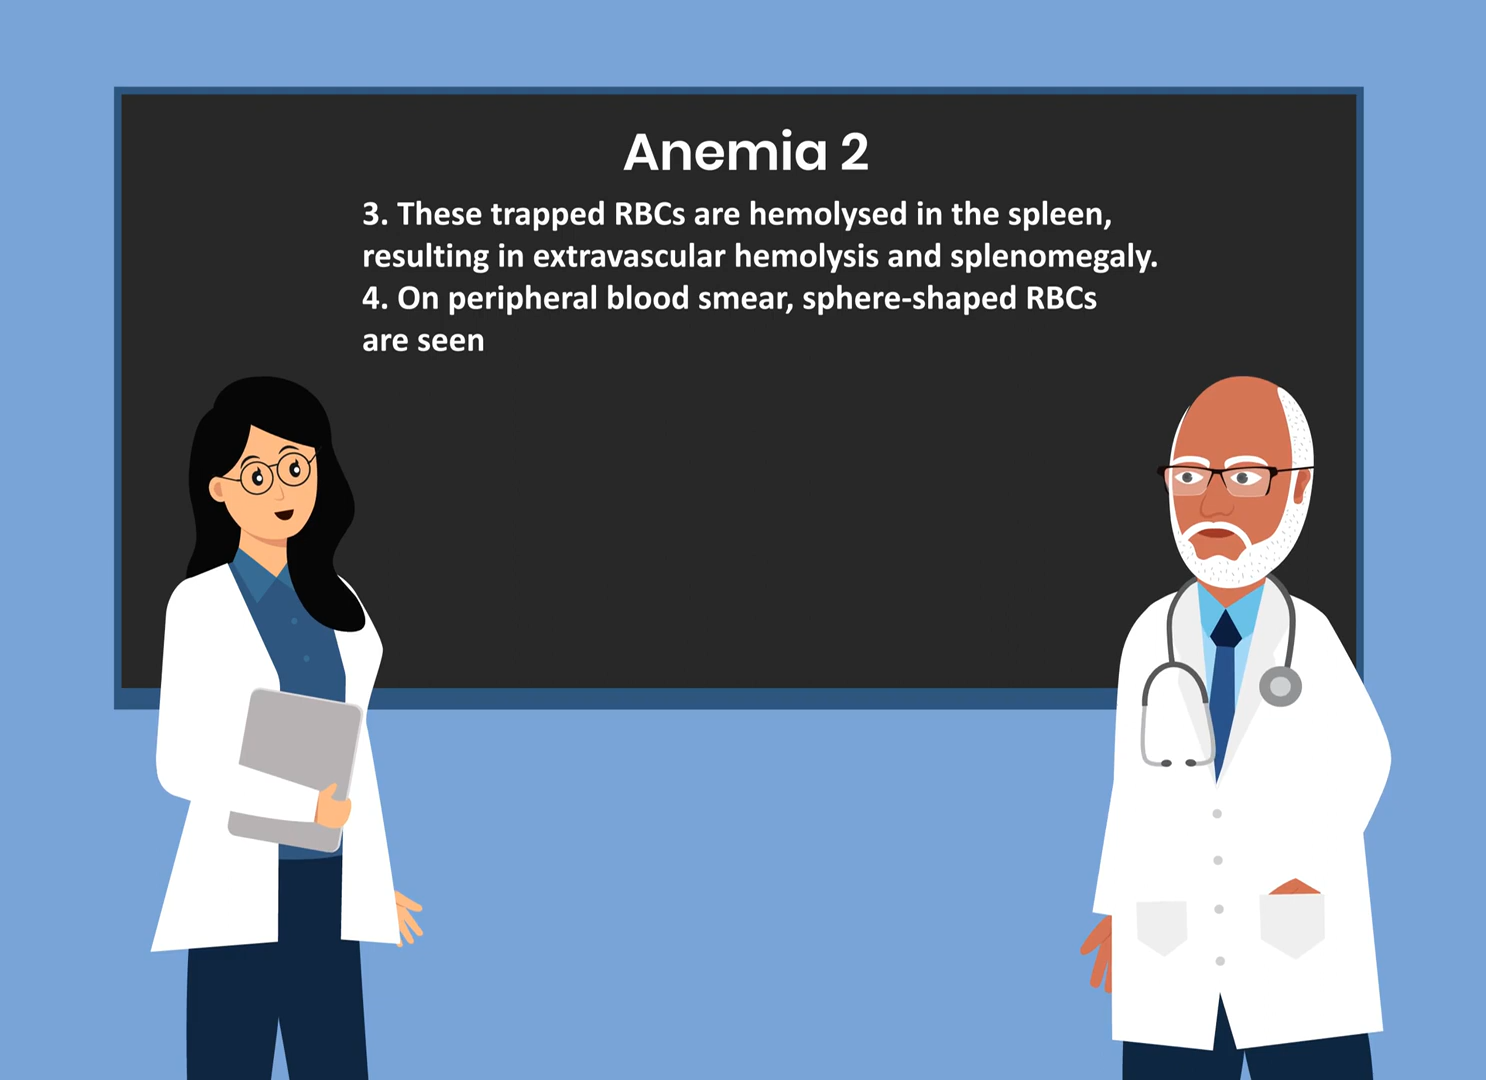 Anemia 2
3. These trapped RBCs are hemolysed in the spleen,
resulting in extravascular hemolysis and splenomegaly.
4. On peripheral blood smear, sphere-shaped RBCs
are seen